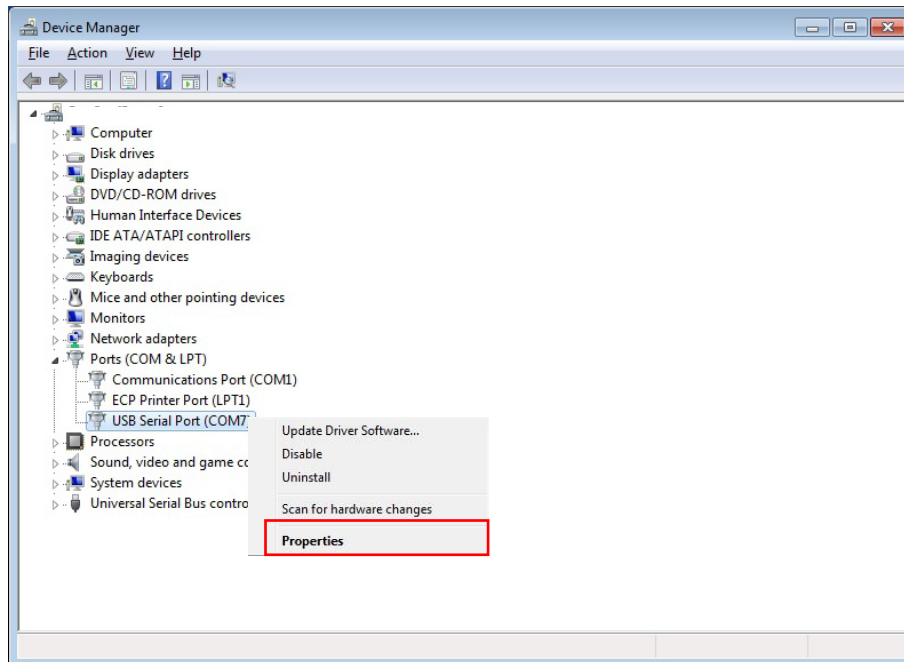 Device Manager
File Action View Help
Computer
Disk drives
Display adapters
DVD/CD-ROM drives
Human Interface Devices
IDE ATA/ATAPI controllers
Imaging devices
Keyboards
Mice and other pointing devices
Monitors
Network adapters
Ports (COM & LPT)
Communications Port (COM1)
ECP Printer Port (LPT1)
USB Serial Port (COM7)
Update Driver Software...
Disable
Uninstall
Scan for hardware changes
Properties
Processors
Sound, video and game co
System devices
Universal Serial Bus contro